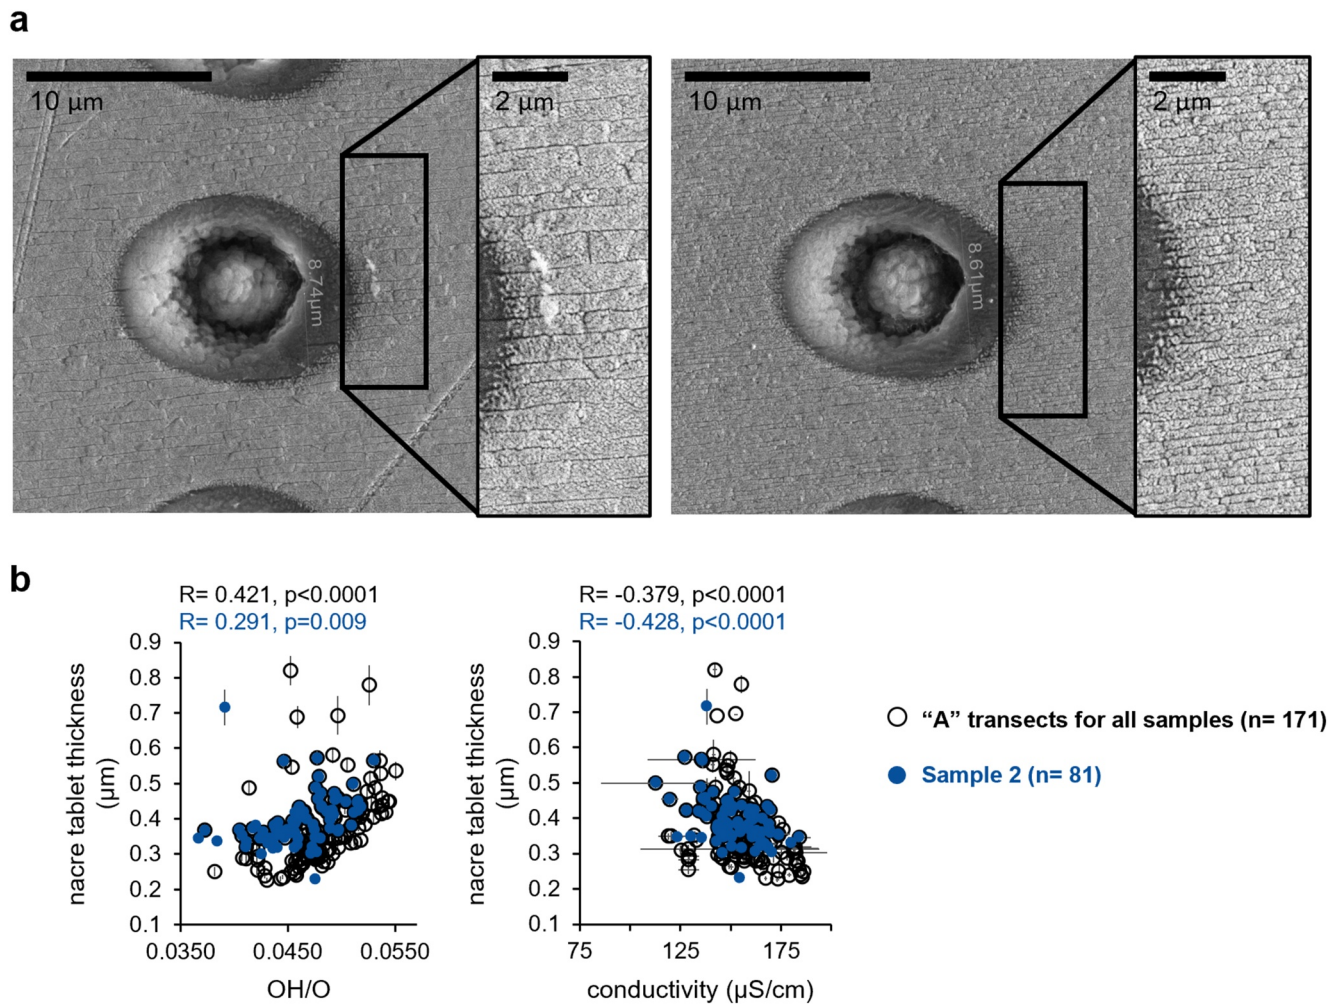 a
10 µm
2 µm
10 µm
2 µm
8.74µm
8.61µm
b
R= 0.421, p<0.0001
R= 0.291, p=0.009
R= -0.379, p<0.0001
R= -0.428, p<0.0001
nacre tablet thickness
(µm)
0.9
0.8
0.7
0.6
0.5
0.4
0.3
0.2
0.1
0.0350
0.0450
0.0550
OH/O
nacre tablet thickness
(µm)
0.9
0.8
0.7
0.6
0.5
0.4
0.3
0.2
0.1
75
125
175
conductivity (µS/cm)
“A” transects for all samples (n= 171)
Sample 2 (n= 81)